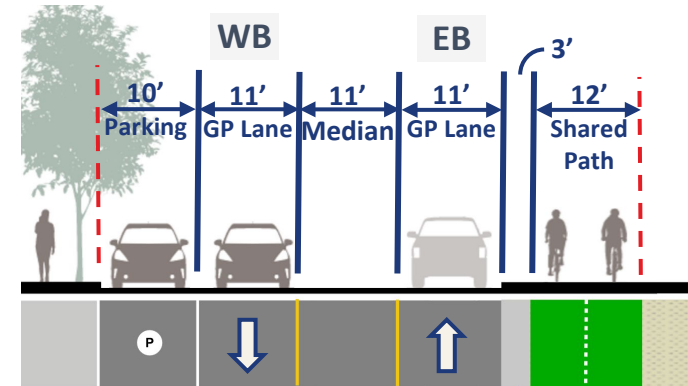 WB
EB
3’
10’
11’
11’
11’
12’
Parking
GP Lane
Median
GP Lane
Shared
Path
P